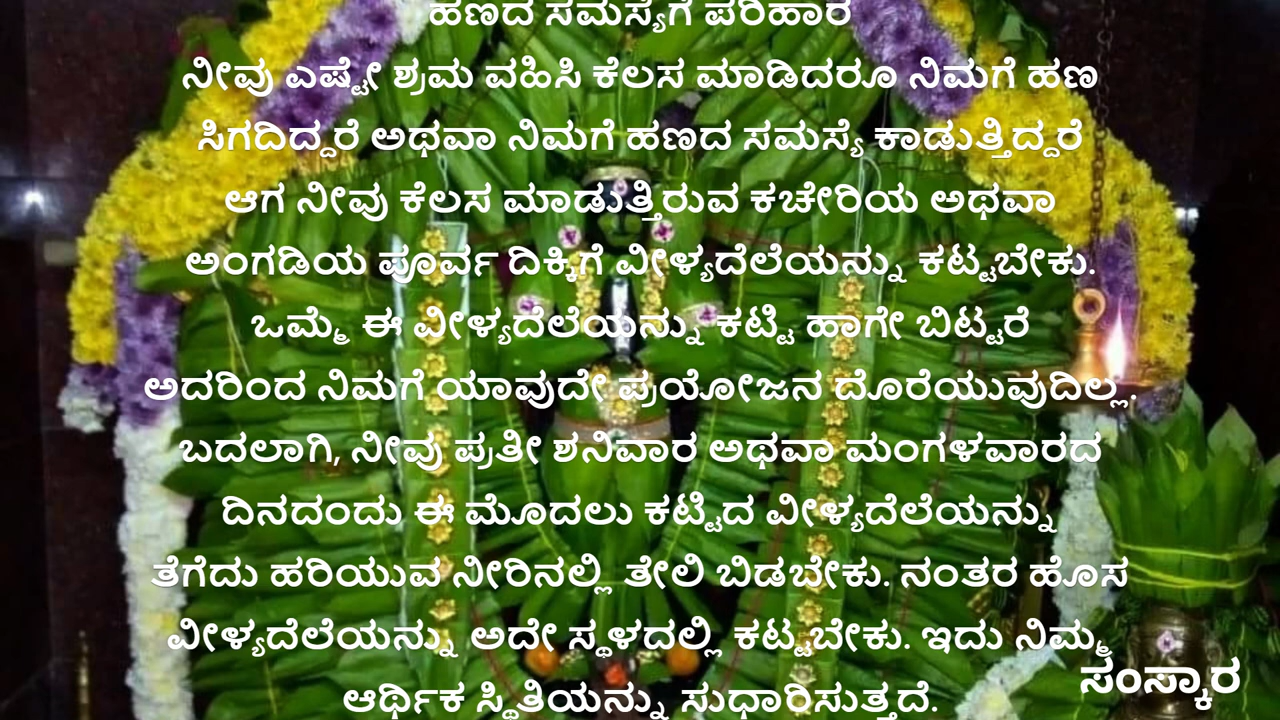 ಹಣದ ಸಮಸ್ಯೆಗೆ ಪರಿಹಾರ
ನೀವು ಎಷ್ಟೇ ಶ್ರಮ ವಹಿಸಿ ಕೆಲಸ ಮಾಡಿದರೂ ನಿಮಗೆ ಹಣ
ಸಿಗದಿದ್ದರೆ ಅಥವಾ ನಿಮಗೆ ಹಣದ ಸಮಸ್ಯೆ ಕಾಡುತ್ತಿದ್ದರೆ
ಆಗ ನೀವು ಕೆಲಸ ಮಾಡುತ್ತಿರುವ ಕಚೇರಿಯ ಅಥವಾ
ಅಂಗಡಿಯ ಪೂರ್ವ ದಿಕ್ಕಿಗೆ ವೀಳ್ಯದೆಲೆಯನ್ನು ಕಟ್ಟಬೇಕು.
ಒಮ್ಮೆ ಈ ವೀಳ್ಯದೆಲೆಯನ್ನು ಕಟ್ಟಿ ಹಾಗೇ ಬಿಟ್ಟರೆ
ಅದರಿಂದ ನಿಮಗೆ ಯಾವುದೇ ಪ್ರಯೋಜನ ದೊರೆಯುವುದಿಲ್ಲ.
ಬದಲಾಗಿ, ನೀವು ಪ್ರತೀ ಶನಿವಾರ ಅಥವಾ ಮಂಗಳವಾರದ
ದಿನದಂದು ಈ ಮೊದಲು ಕಟ್ಟಿದ ವೀಳ್ಯದೆಲೆಯನ್ನು
ತೆಗೆದು ಹರಿಯುವ ನೀರಿನಲ್ಲಿ ತೇಲಿ ಬಿಡಬೇಕು. ನಂತರ ಹೊಸ
ವೀಳ್ಯದೆಲೆಯನ್ನು ಅದೇ ಸ್ಥಳದಲ್ಲಿ ಕಟ್ಟಬೇಕು. ಇದು ನಿಮ್ಮ
ಆರ್ಥಿಕ ಸ್ಥಿತಿಯನ್ನು ಸುಧಾರಿಸುತ್ತದೆ.
ಸಂಸ್ಕಾರ